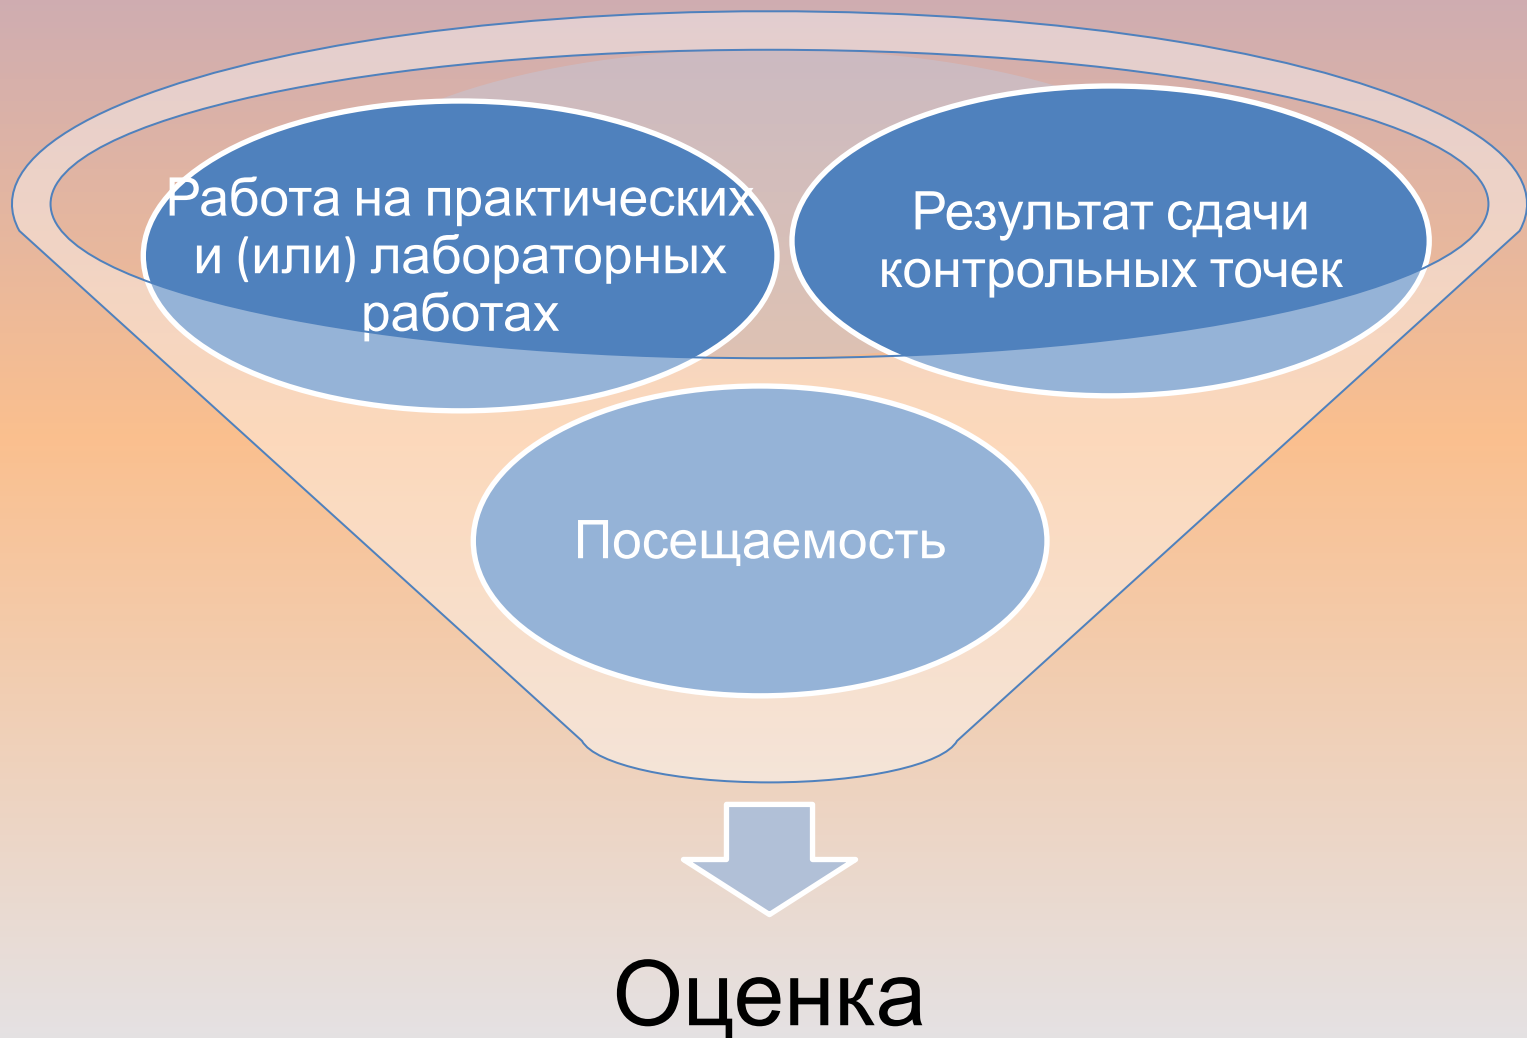 Работа на практических
и (или) лабораторных
работах
Результат сдачи
контрольных точек
Посещаемость
Оценка